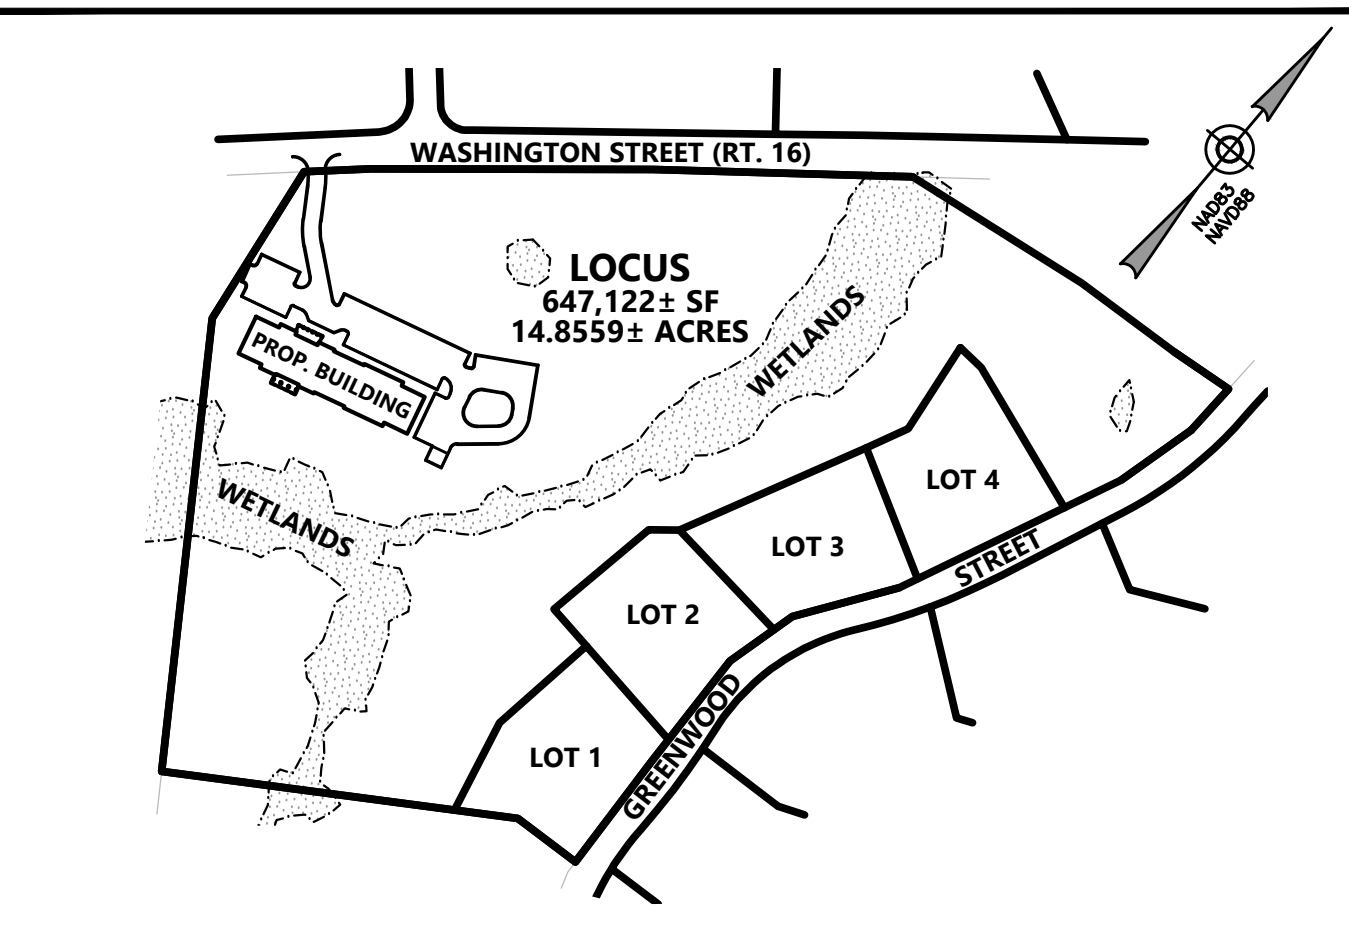 WASHINGTON STREET (RT. 16)
NAD83
NAVD88
LOCUS
647,122± SF
14.8559± ACRES
WETLANDS
PROP. BUILDING
WETLANDS
LOT 4
LOT 3
STREET
LOT 2
GREENWOOD
LOT 1